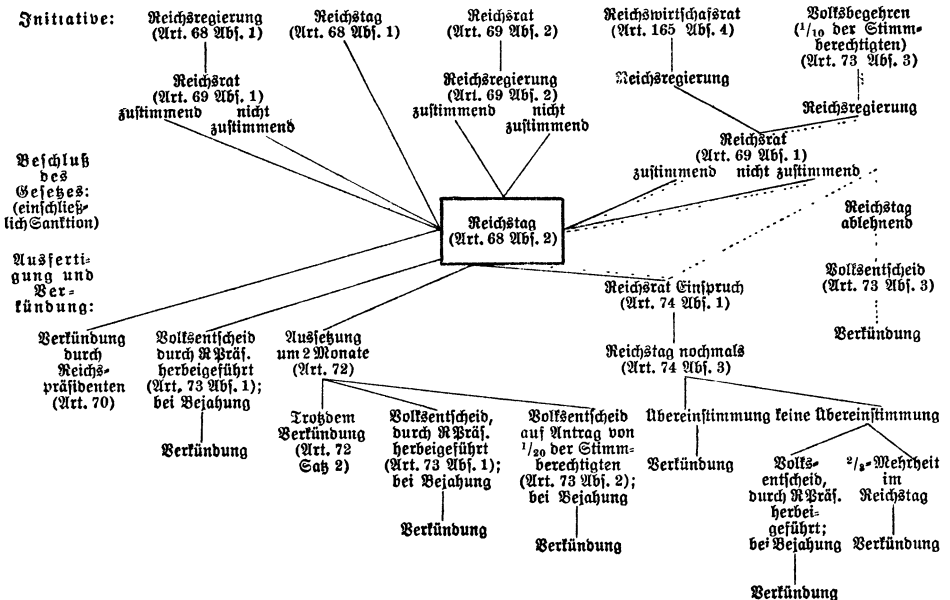 Initiative:
Reichsregierung
(Art. 68 Abs. 1)
Reichstag
(Art. 68 Abs. 1)
Reichsrat
(Art. 69 Abs. 2)
Reichswirtschafsrat
(Art. 165 Abs. 4)
Volksbegehren
(1/10 der Stimm-
berechtigten)
(Art. 73 Abs. 3)
Reichsrat
(Art. 69 Abs. 1)
zustimmend
nicht
zustimmend
Reichsregierung
(Art. 69 Abs. 2)
zustimmend
nicht
zustimmend
Reichsregierung
Reichsregierung
Reichsrat
(Art. 69 Abs. 1)
zustimmend
nicht zustimmend
Beschluß
des
Gesetzes:
(einschließ-
lich Sanktion)
Reichstag
(Art. 68 Abs. 2)
Reichstag
ablehnend
Volksentscheid
(Art. 73 Abs. 3)
Verkündung
Ausferti-
gung und
Ver-
kündung:
Reichsrat Einspruch
(Art. 74 Abs. 1)
Reichstag nochmals
(Art. 74 Abs. 3)
Verkündung
durch
Reichs-
präsidenten
(Art. 70)
Volksentscheid
durch R Präs.
herbeigeführt
(Art. 73 Abs. 1);
bei Bejahung
Verkündung
Aussetzung
um 2 Monate
(Art. 72)
Trotzdem
Verkündung
(Art. 72
Satz 2)
Volksentscheid,
durch R Präs.
herbeigeführt
(Art. 73 Abs. 1);
bei Bejahung
Verkündung
Volksentscheid
auf Antrag von
1/20 der Stimm-
berechtigten
(Art. 73 Abs. 2);
bei Bejahung
Verkündung
Übereinstimmung
Verkündung
keine Übereinstimmung
Volks-
entscheid,
durch R Präs.
herbei-
geführt;
bei Bejahung
Verkündung
2/3-Mehrheit
im
Reichstag
Verkündung